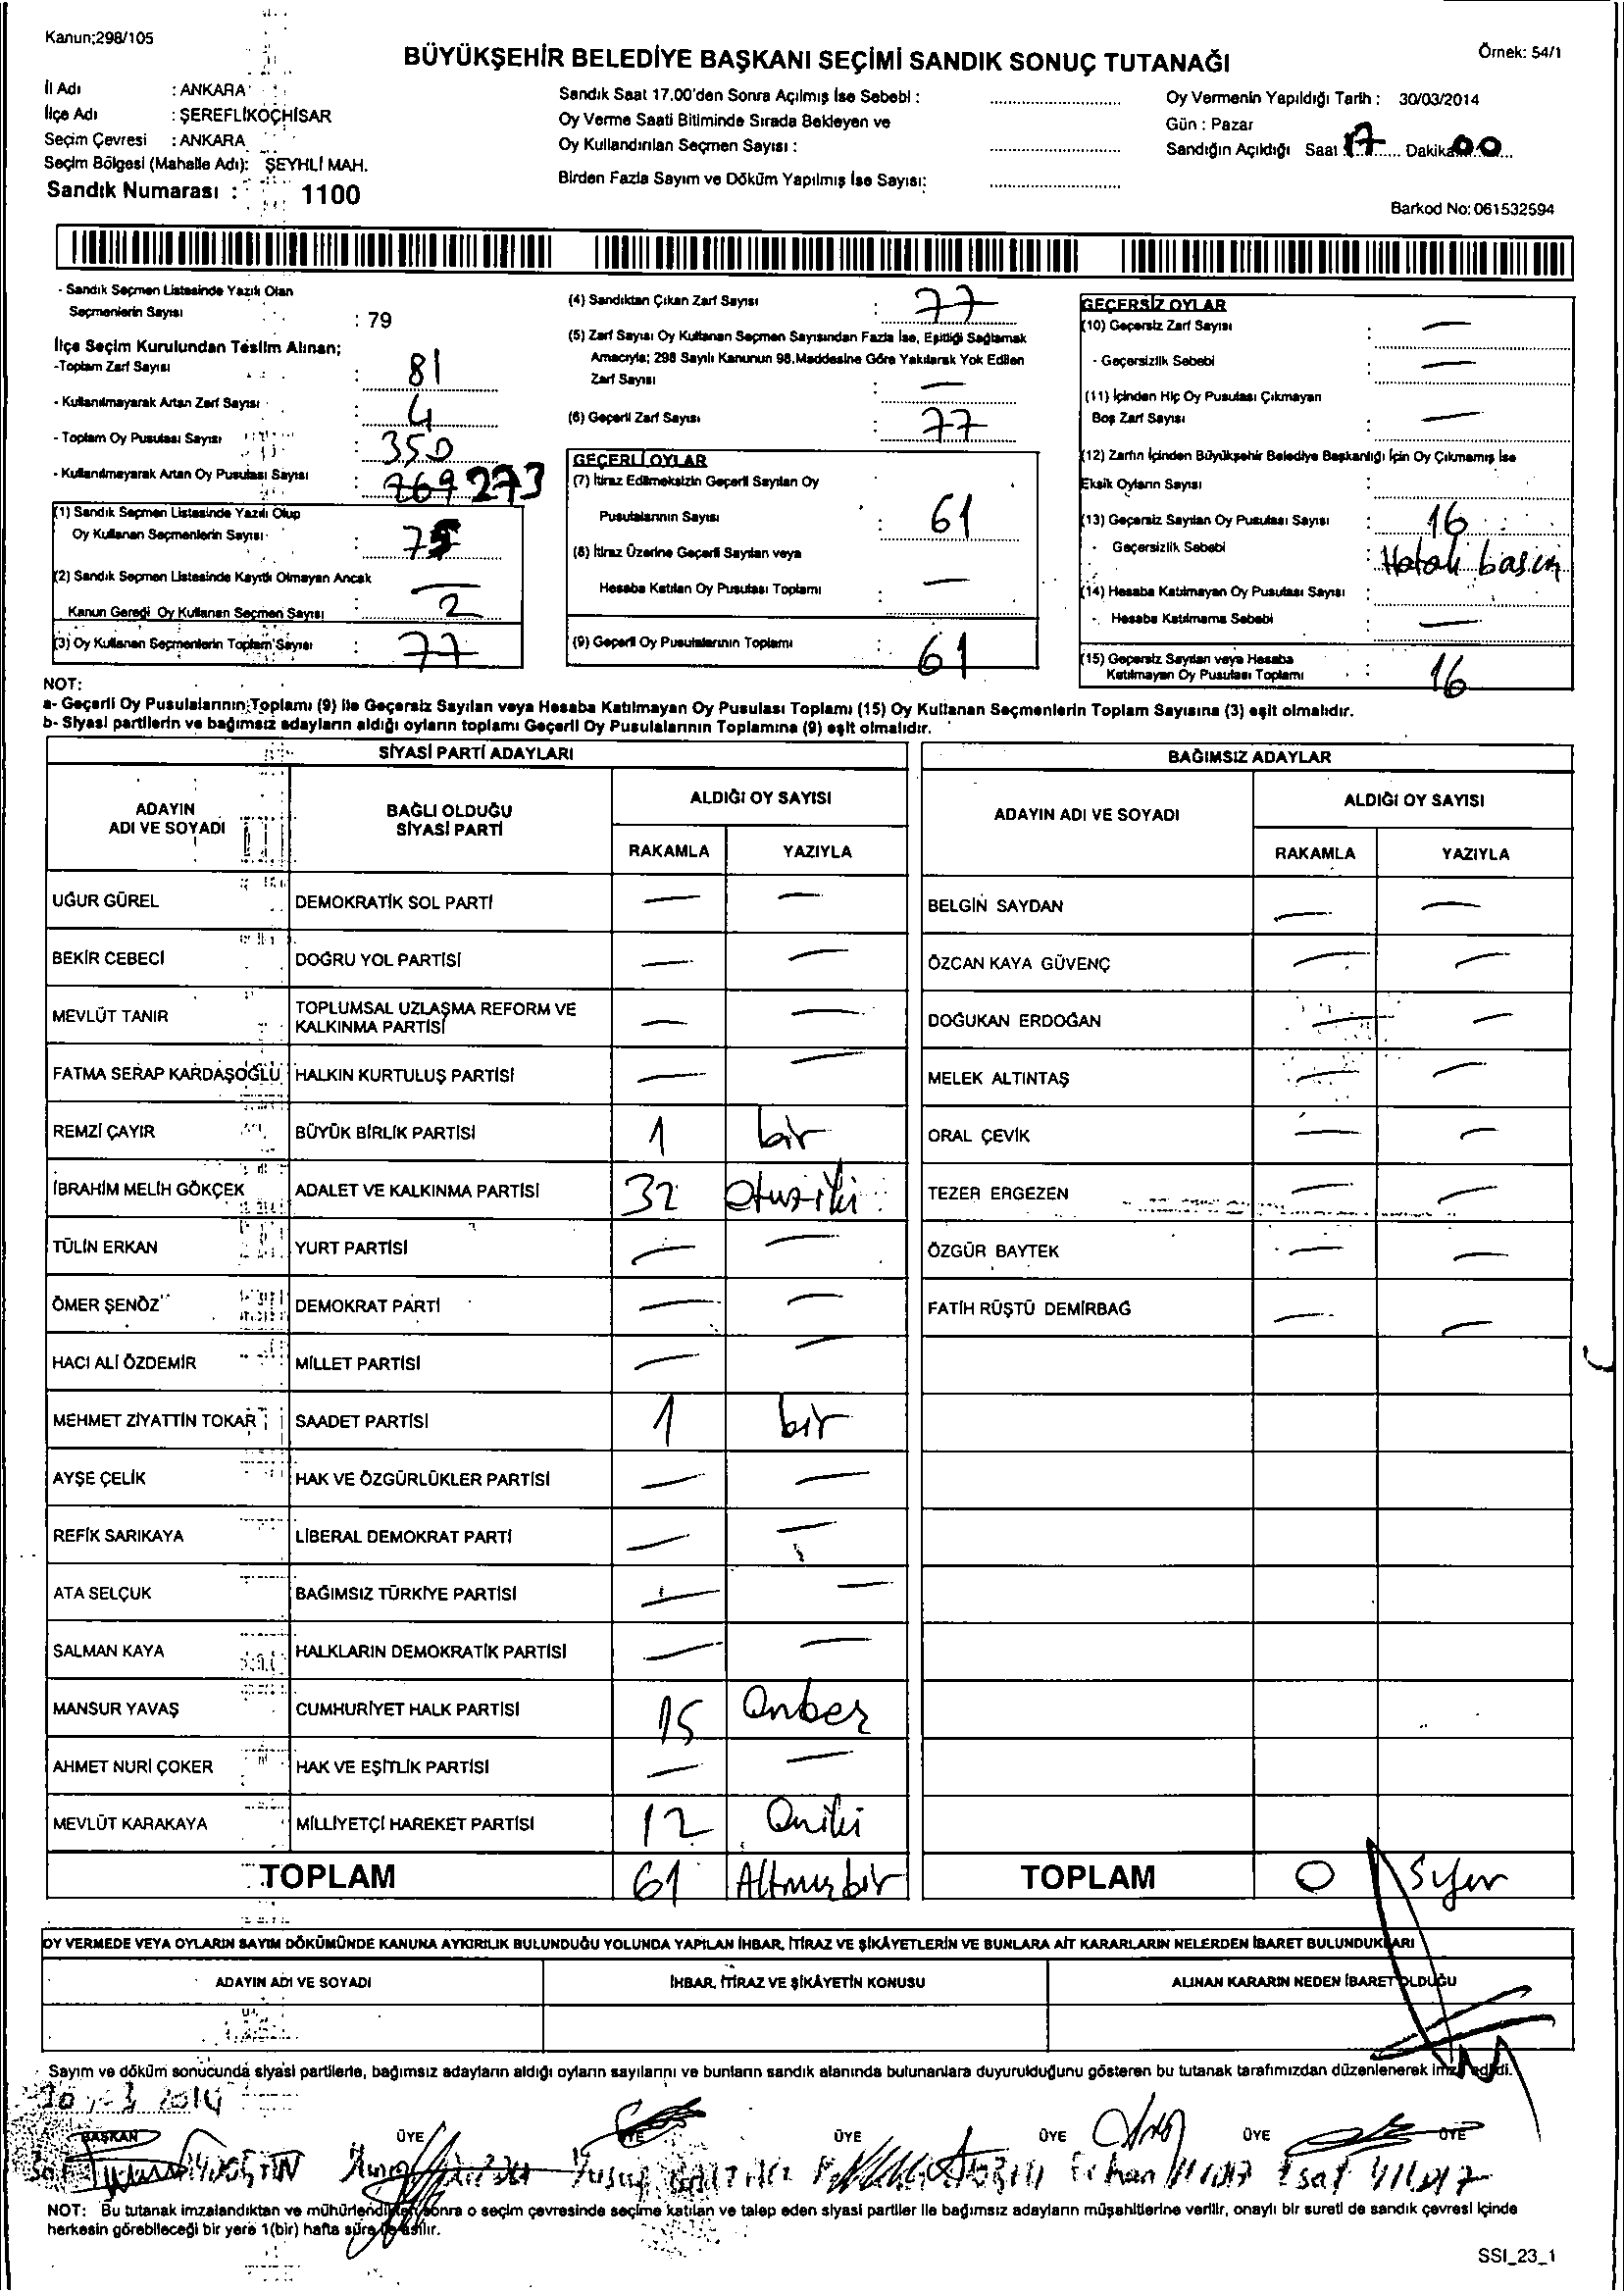 Kanun;298/105
BÜYÜKŞEHİR BELEDİYE BAŞKANI SEÇİMİ SANDIK SONUÇ TUTANAĞI
Örnek: 54/1
İl Adı : ANKARA
İlçe Adı : ŞEREFLİKOÇHİSAR
Seçim Çevresi : ANKARA
Seçim Bölgesi (Mahalle Adı): ŞEYHLİ MAH.
Sandık Numarası : 1100
Sandık Saat 17.00'den Sonra Açılmış İse Sebebi :
Oy Verme Saati Bitiminde Sırada Bekleyen ve
Oy Kullandırılan Seçmen Sayısı :
Birden Fazla Sayım ve Döküm Yapılmış İse Sayısı:
Oy Vermenin Yapıldığı Tarih : 30/03/2014
Gün : Pazar
Sandığın Açıldığı Saat 17 Dakika 00
Barkod No: 061532594
- Sandık Seçmen Listesinde Yazılı Olan
Seçmenlerin Sayısı : 79
İlçe Seçim Kurulundan Teslim Alınan;
-Toplam Zarf Sayısı : 81
- Kullanılmayarak Artan Zarf Sayısı : 4
- Toplam Oy Pusulası Sayısı : 350
- Kullanılmayarak Artan Oy Pusulası Sayısı : 269 273
(1) Sandık Seçmen Listesinde Yazılı Olup
Oy Kullanan Seçmenlerin Sayısı : 75
(2) Sandık Seçmen Listesinde Kayıtlı Olmayan Ancak
Kanun Gereği Oy Kullanan Seçmen Sayısı : 2
(3) Oy Kullanan Seçmenlerin Toplam Sayısı : 77
(4) Sandıktan Çıkan Zarf Sayısı : 77
(5) Zarf Sayısı Oy Kullanan Seçmen Sayısından Fazla İse, Eşitliği Sağlamak
Amacıyla; 298 Sayılı Kanunun 98.Maddesine Göre Yakılarak Yok Edilen
Zarf Sayısı : —
(6) Geçerli Zarf Sayısı : 77
GEÇERLİ OYLAR
(7) İtiraz Edilmeksizin Geçerli Sayılan Oy
Pusulalarının Sayısı : 61
(8) İtiraz Üzerine Geçerli Sayılan veya
Hesaba Katılan Oy Pusulası Toplamı : —
(9) Geçerli Oy Pusulalarının Toplamı : 61
GEÇERSİZ OYLAR
(10) Geçersiz Zarf Sayısı : —
- Geçersizlik Sebebi : —
(11) İçinden Hiç Oy Pusulası Çıkmayan
Boş Zarf Sayısı : —
(12) Zarfın İçinden Büyükşehir Belediye Başkanlığı İçin Oy Çıkmamış İse
Eksik Oyların Sayısı :
(13) Geçersiz Sayılan Oy Pusulası Sayısı : 16
- Geçersizlik Sebebi : Hatalı basım
(14) Hesaba Katılmayan Oy Pusulası Sayısı :
- Hesaba Katılmama Sebebi : —
(15) Geçersiz Sayılan veya Hesaba
Katılmayan Oy Pusulası Toplamı : 16
NOT:
a- Geçerli Oy Pusulalarının Toplamı (9) ile Geçersiz Sayılan veya Hesaba Katılmayan Oy Pusulası Toplamı (15) Oy Kullanan Seçmenlerin Toplam Sayısına (3) eşit olmalıdır.
b- Siyasi partilerin ve bağımsız adayların aldığı oyların toplamı Geçerli Oy Pusulalarının Toplamına (9) eşit olmalıdır.
SİYASİ PARTİ ADAYLARI
ADAYIN ADI VE SOYADI
BAĞLI OLDUĞU SİYASİ PARTİ
ALDIĞI OY SAYISI
RAKAMLA YAZIYLA
UĞUR GÜREL DEMOKRATİK SOL PARTİ — —
BEKİR CEBECİ DOĞRU YOL PARTİSİ — —
MEVLÜT TANIR TOPLUMSAL UZLAŞMA REFORM VE KALKINMA PARTİSİ — —
FATMA SERAP KARDAŞOĞLU HALKIN KURTULUŞ PARTİSİ — —
REMZİ ÇAYIR BÜYÜK BİRLİK PARTİSİ 1 bir
İBRAHİM MELİH GÖKÇEK ADALET VE KALKINMA PARTİSİ 32 otuziki
TÜLİN ERKAN YURT PARTİSİ — —
ÖMER ŞENÖZ DEMOKRAT PARTİ — —
HACI ALİ ÖZDEMİR MİLLET PARTİSİ — —
MEHMET ZİYATTİN TOKAR SAADET PARTİSİ 1 bir
AYŞE ÇELİK HAK VE ÖZGÜRLÜKLER PARTİSİ — —
REFİK SARIKAYA LİBERAL DEMOKRAT PARTİ — —
ATA SELÇUK BAĞIMSIZ TÜRKİYE PARTİSİ — —
SALMAN KAYA HALKLARIN DEMOKRATİK PARTİSİ — —
MANSUR YAVAŞ CUMHURİYET HALK PARTİSİ 15 Onbeş
AHMET NURİ ÇOKER HAK VE EŞİTLİK PARTİSİ — —
MEVLÜT KARAKAYA MİLLİYETÇİ HAREKET PARTİSİ 12 Oniki
TOPLAM 61 Altmışbir
BAĞIMSIZ ADAYLAR
ADAYIN ADI VE SOYADI
ALDIĞI OY SAYISI
RAKAMLA YAZIYLA
BELGİN SAYDAN — —
ÖZCAN KAYA GÜVENÇ — —
DOĞUKAN ERDOĞAN — —
MELEK ALTINTAŞ — —
ORAL ÇEVİK — —
TEZER ERGEZEN — —
ÖZGÜR BAYTEK — —
FATİH RÜŞTÜ DEMİRBAĞ — —
TOPLAM 0 Sıfır
OY VERMEDE VEYA OYLARIN SAYIM DÖKÜMÜNDE KANUNA AYKIRILIK BULUNDUĞU YOLUNDA YAPILAN İHBAR, İTİRAZ VE ŞİKÂYETLERİN VE BUNLARA AİT KARARLARIN NELERDEN İBARET BULUNDUKLARI
ADAYIN ADI VE SOYADI
İHBAR, İTİRAZ VE ŞİKÂYETİN KONUSU
ALINAN KARARIN NEDEN İBARET OLDUĞU
Sayım ve döküm sonucunda siyasi partilerle, bağımsız adayların aldığı oyların sayılarını ve bunların sandık alanında bulunanlara duyurulduğunu gösteren bu tutanak tarafımızdan düzenlenerek imza edildi.
30 - 3 2014
BAŞKAN ÜYE ÜYE ÜYE ÜYE ÜYE ÜYE
NOT: Bu tutanak imzalandıktan ve mühürlendikten sonra o seçim çevresinde seçime katılan ve talep eden siyasi partiler ile bağımsız adayların müşahitlerine verilir, onaylı bir sureti de sandık çevresi içinde
herkesin görebileceği bir yere 1(bir) hafta süre ile asılır.
SSI_23_1